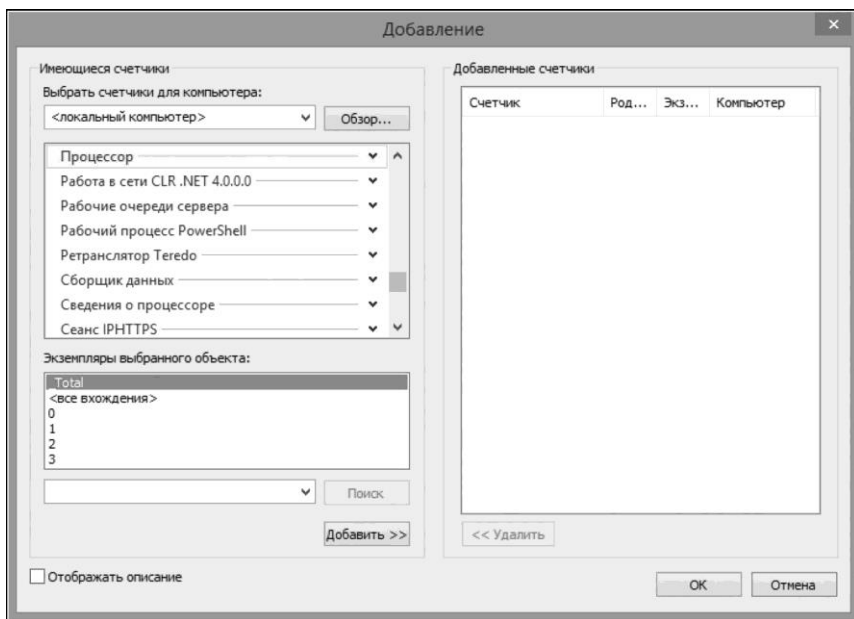 Добавление
Имеющиеся счетчики
Выбрать счетчики для компьютера:
<локальный компьютер>
Обзор...
Процессор
Работа в сети CLR .NET 4.0.0.0
Рабочие очереди сервера
Рабочий процесс PowerShell
Ретранслятор Teredo
Сборщик данных
Сведения о процессоре
Сеанс IPHTTPS
Экземпляры выбранного объекта:
_Total
<все вхождения>
0
1
2
3
Поиск
Добавить >>
Отображать описание
Добавленные счетчики
Счетчик Род... Экз... Компьютер
<< Удалить
OK
Отмена